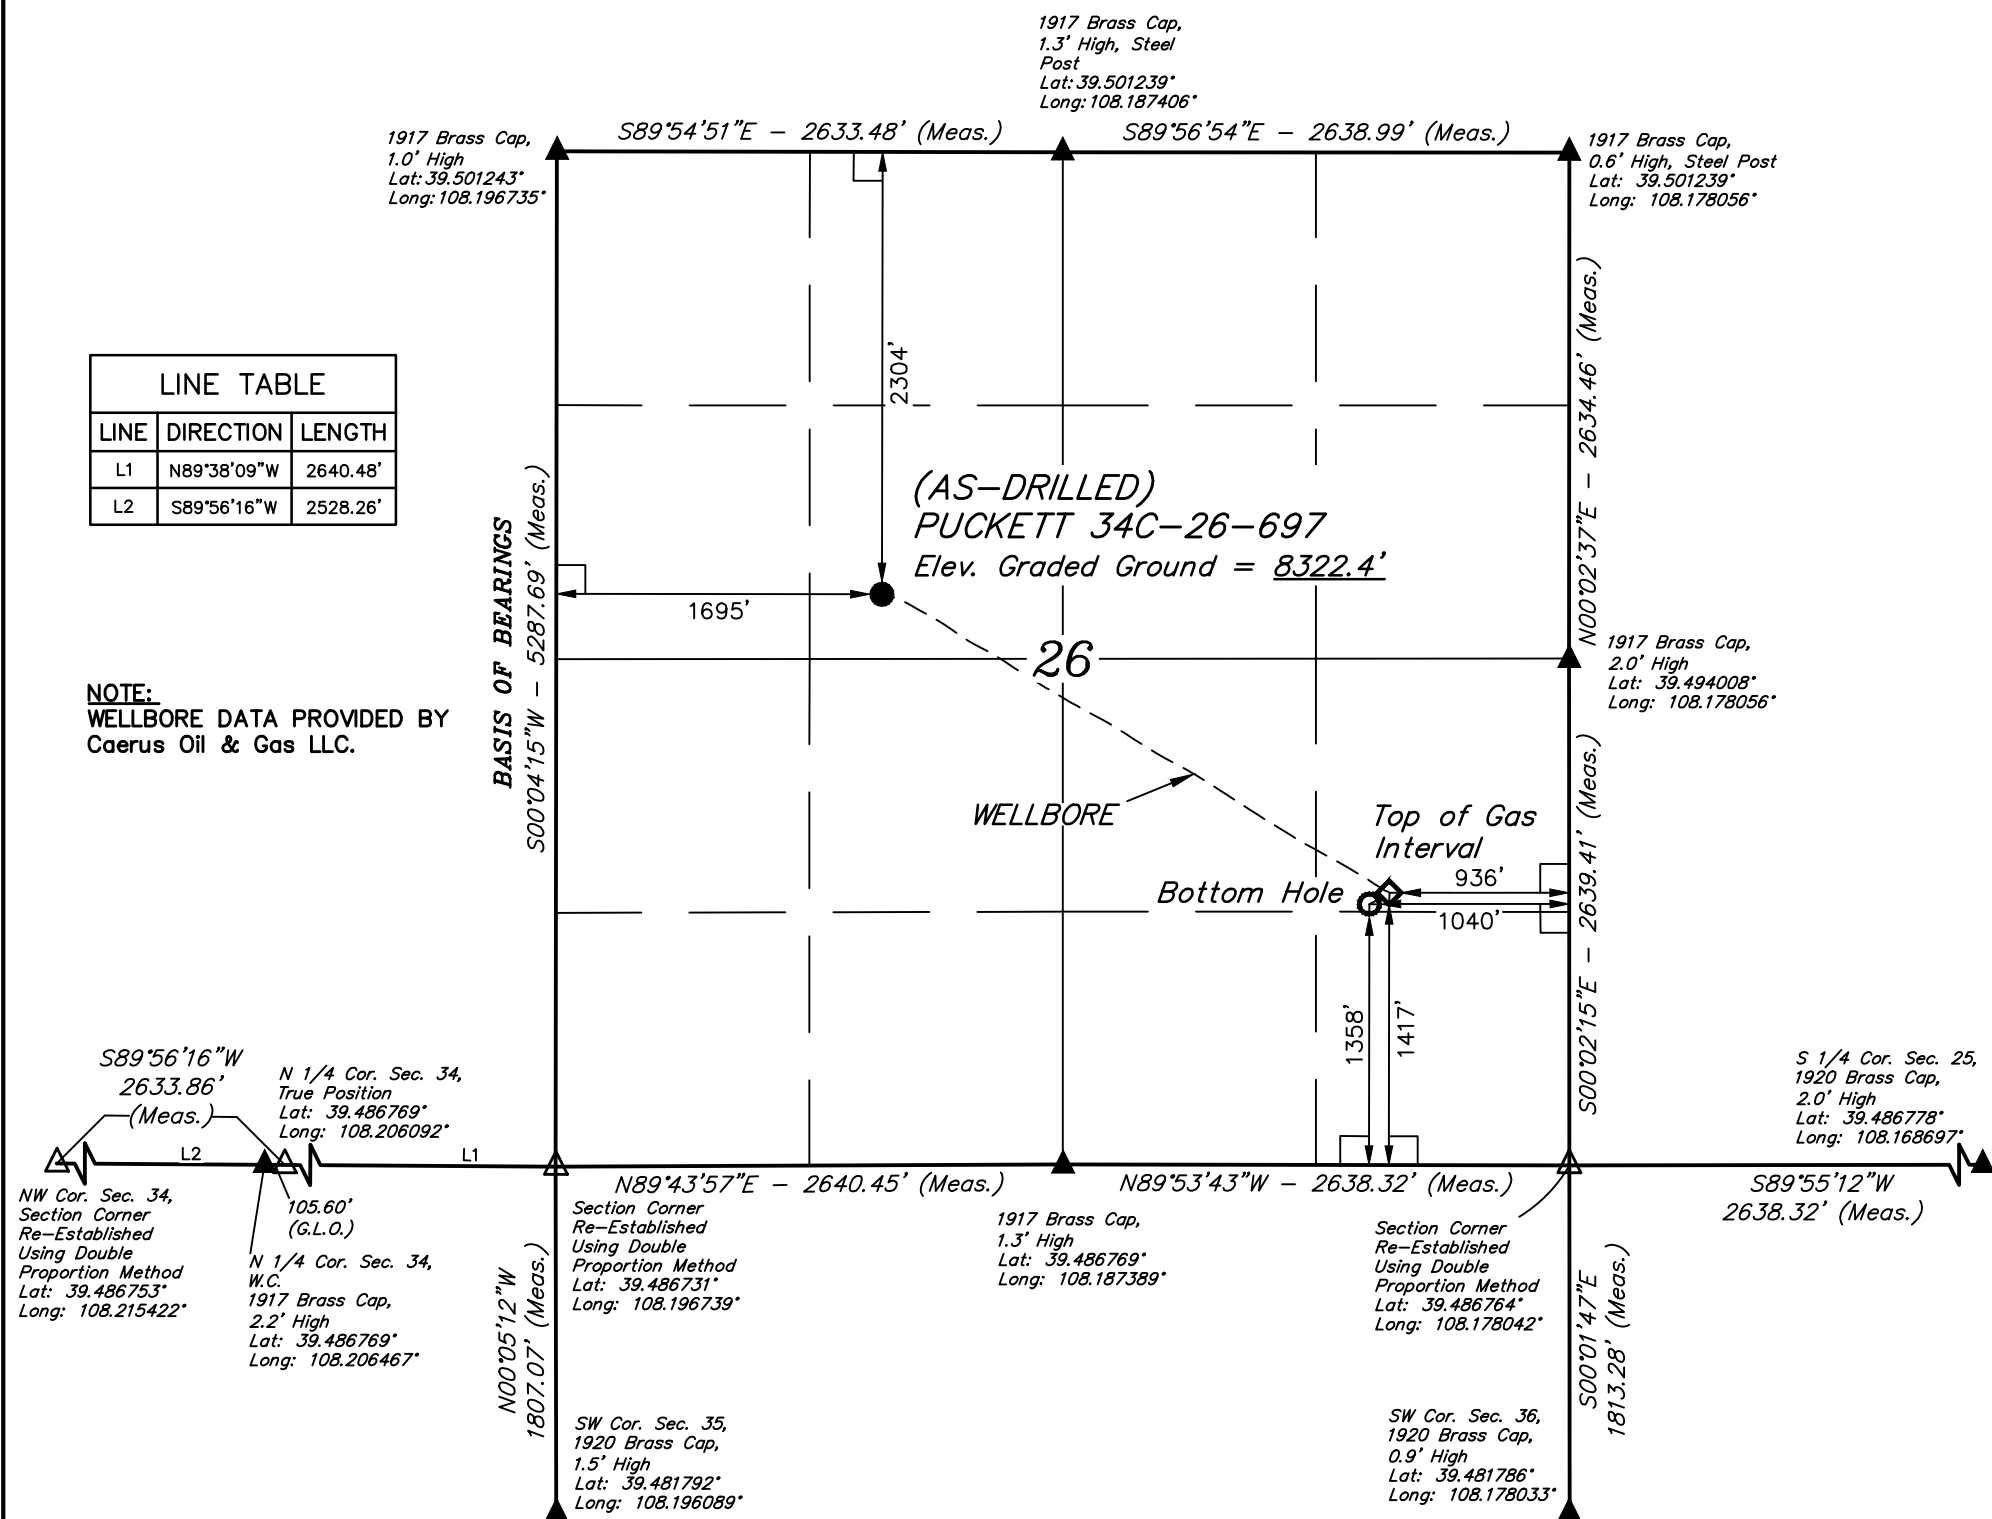 1917 Brass Cap,
1.3' High, Steel
Post
Lat: 39.501239°
Long: 108.187406°
1917 Brass Cap,
1.0' High
Lat: 39.501243°
Long: 108.196735°
S89°54'51"E - 2633.48' (Meas.)
S89°56'54"E - 2638.99' (Meas.)
1917 Brass Cap,
0.6' High, Steel Post
Lat: 39.501239°
Long: 108.178056°
LINE TABLE
LINE DIRECTION LENGTH
L1 N89°38'09"W 2640.48'
L2 S89°56'16"W 2528.26'
2304'
N00°02'37"E - 2634.46' (Meas.)
(AS-DRILLED)
PUCKETT 34C-26-697
Elev. Graded Ground = 8322.4'
BASIS OF BEARINGS
S00°04'15"W - 5287.69' (Meas.)
1695'
26
1917 Brass Cap,
2.0' High
Lat: 39.494008°
Long: 108.178056°
NOTE:
WELLBORE DATA PROVIDED BY
Caerus Oil & Gas LLC.
WELLBORE
Top of Gas
Interval
936'
Bottom Hole
1040'
1358'
1417'
S00°02'15"E - 2639.41' (Meas.)
S89°56'16"W
2633.86'
(Meas.)
N 1/4 Cor. Sec. 34,
True Position
Lat: 39.486769°
Long: 108.206092°
L2
L1
S 1/4 Cor. Sec. 25,
1920 Brass Cap,
2.0' High
Lat: 39.486778°
Long: 108.168697°
NW Cor. Sec. 34,
Section Corner
Re-Established
Using Double
Proportion Method
Lat: 39.486753°
Long: 108.215422°
105.60'
(G.L.O.)
N 1/4 Cor. Sec. 34,
W.C.
1917 Brass Cap,
2.2' High
Lat: 39.486769°
Long: 108.206467°
N89°43'57"E - 2640.45' (Meas.)
Section Corner
Re-Established
Using Double
Proportion Method
Lat: 39.486731°
Long: 108.196739°
1917 Brass Cap,
1.3' High
Lat: 39.486769°
Long: 108.187389°
N89°53'43"W - 2638.32' (Meas.)
Section Corner
Re-Established
Using Double
Proportion Method
Lat: 39.486764°
Long: 108.178042°
S89°55'12"W
2638.32' (Meas.)
N00°05'12"W
1807.07' (Meas.)
SW Cor. Sec. 35,
1920 Brass Cap,
1.5' High
Lat: 39.481792°
Long: 108.196089°
SW Cor. Sec. 36,
1920 Brass Cap,
0.9' High
Lat: 39.481786°
Long: 108.178033°
S00°01'47"E
1813.28' (Meas.)